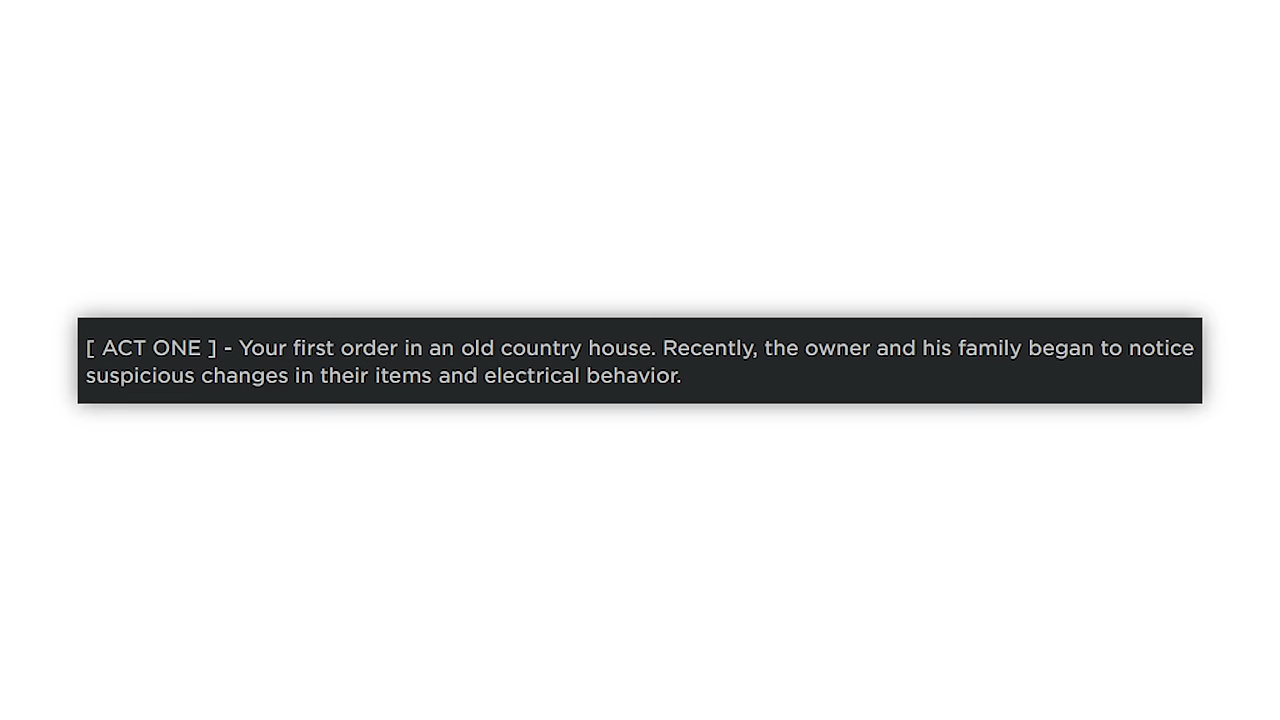 [ ACT ONE ] - Your first order in an old country house. Recently, the owner and his family began to notice
suspicious changes in their items and electrical behavior.